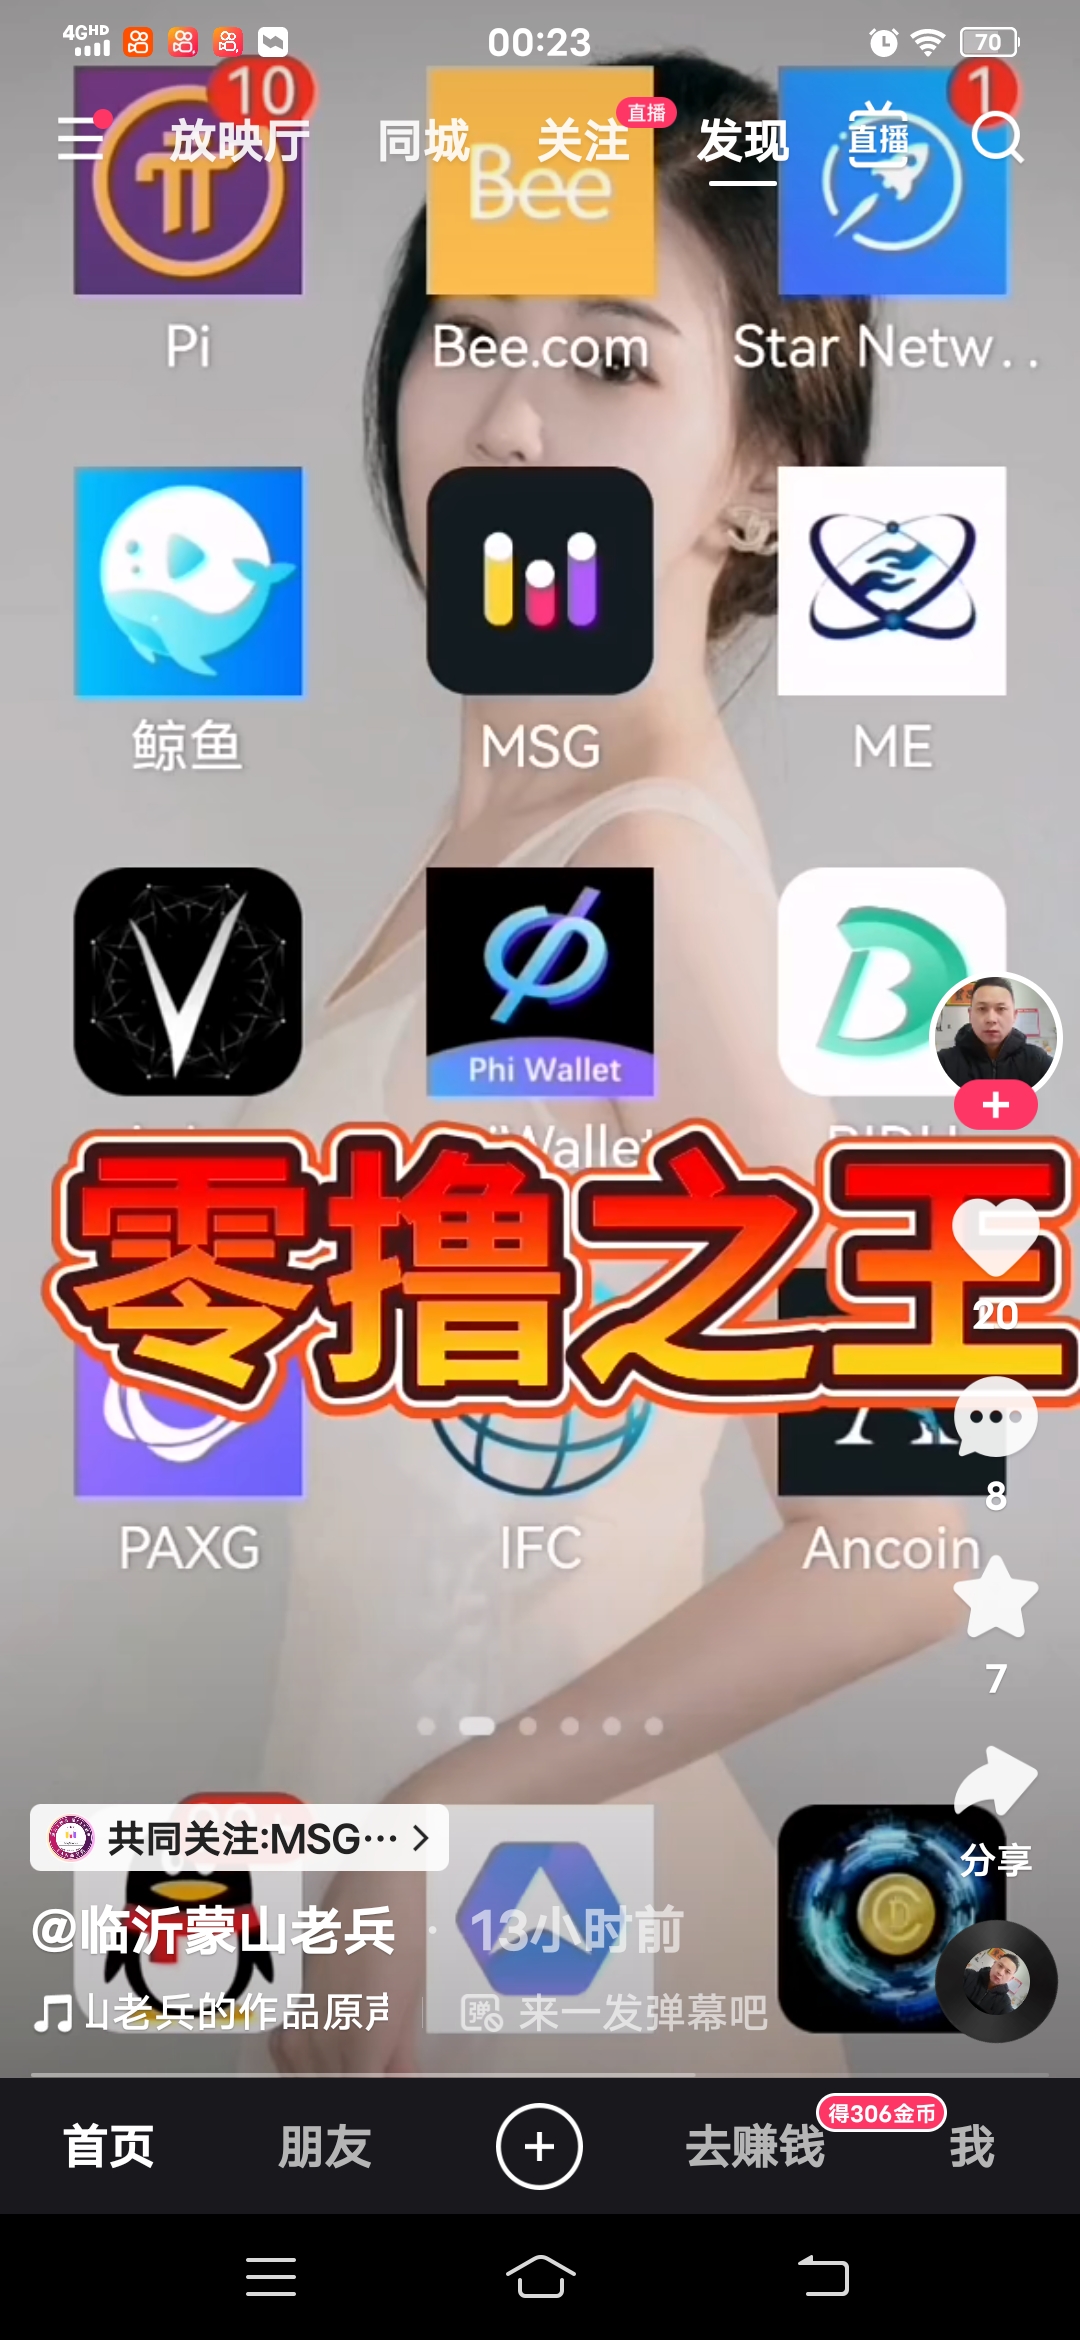 4GHD
00:23
70
10
1
放映厅
同城
关注
直播
发现
直播
Bee
Pi
Bee.com
Star Netw..
鲸鱼
MSG
ME
Phi Wallet
零撸之王
20
8
PAXG
IFC
Ancoin
7
分享
共同关注:MSG...
@临沂蒙山老兵 · 13小时前
山老兵的作品原声
弹 来一发弹幕吧
首页
朋友
去赚钱
得306金币
我